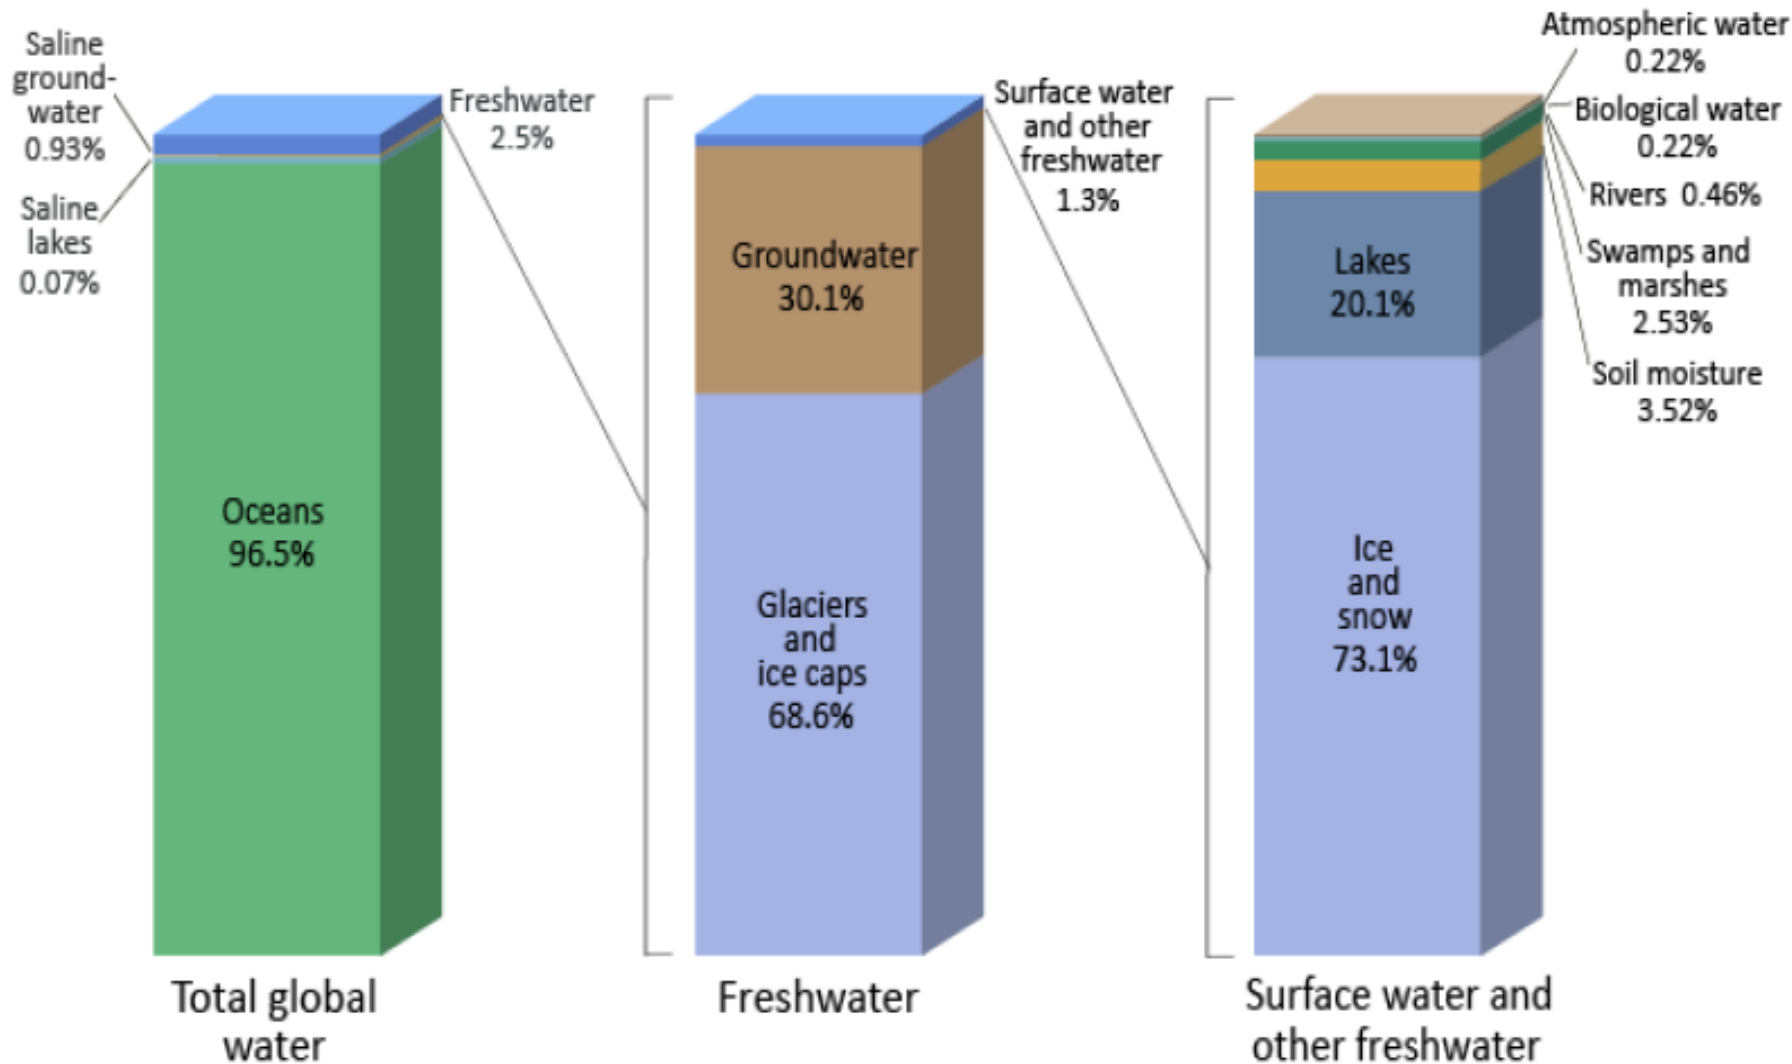 Saline
ground-
water
0.93%
Saline
lakes
0.07%
Freshwater
2.5%
Oceans
96.5%
Total global
water
Surface water
and other
freshwater
1.3%
Groundwater
30.1%
Glaciers
and
ice caps
68.6%
Freshwater
Atmospheric water
0.22%
Biological water
0.22%
Rivers 0.46%
Swamps and
marshes
2.53%
Soil moisture
3.52%
Lakes
20.1%
Ice
and
snow
73.1%
Surface water and
other freshwater